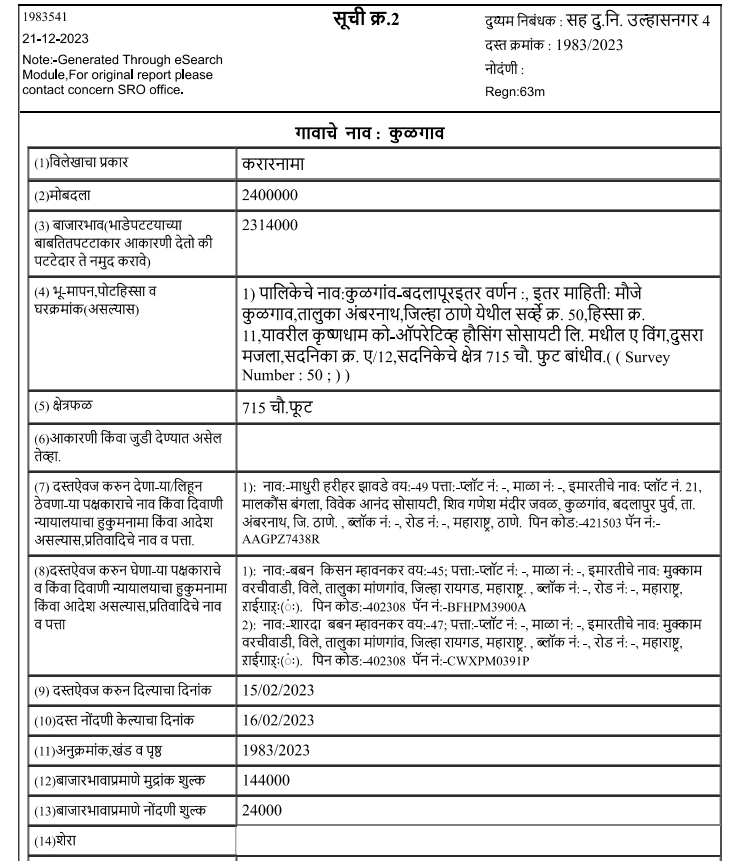 1983541
21-12-2023
Note:-Generated Through eSearch
Module,For original report please
contact concern SRO office.
सूची क्र.2
दुय्यम निबंधक : सह दु.नि. उल्हासनगर 4
दस्त क्रमांक : 1983/2023
नोदंणी :
Regn:63m
गावाचे नाव : कुळगाव
(1)विलेखाचा प्रकार
करारनामा
(2)मोबदला
2400000
(3) बाजारभाव(भाडेपटटयाच्या
बाबतितपटटाकार आकारणी देतो की
पटटेदार ते नमुद करावे)
2314000
(4) भू-मापन,पोटहिस्सा व
घरक्रमांक(असल्यास)
1) पालिकेचे नाव:कुळगांव-बदलापूरइतर वर्णन :, इतर माहिती: मौजे
कुळगाव,तालुका अंबरनाथ,जिल्हा ठाणे येथील सर्व्हे क्र. 50,हिस्सा क्र.
11,यावरील कृष्णधाम को-ऑपरेटिव्ह हौसिंग सोसायटी लि. मधील ए विंग,दुसरा
मजला,सदनिका क्र. ए/12,सदनिकेचे क्षेत्र 715 चौ. फुट बांधीव.( ( Survey
Number : 50 ; ) )
(5) क्षेत्रफळ
715 चौ.फूट
(6)आकारणी किंवा जुडी देण्यात असेल
तेव्हा.
(7) दस्तऐवज करुन देणा-या/लिहून
ठेवणा-या पक्षकाराचे नाव किंवा दिवाणी
न्यायालयाचा हुकुमनामा किंवा आदेश
असल्यास,प्रतिवादिचे नाव व पत्ता.
1): नाव:-माधुरी हरीहर झावडे वय:-49 पत्ता:-प्लॉट नं: -, माळा नं: -, इमारतीचे नाव: प्लॉट नं. 21,
मालकौंस बंगला, विवेक आनंद सोसायटी, शिव गणेश मंदीर जवळ, कुळगांव, बदलापुर पुर्व, ता.
अंबरनाथ, जि. ठाणे. , ब्लॉक नं: -, रोड नं: -, महाराष्ट्र, ठाणे. पिन कोड:-421503 पॅन नं:-
AAGPZ7438R
(8)दस्तऐवज करुन घेणा-या पक्षकाराचे
व किंवा दिवाणी न्यायालयाचा हुकुमनामा
किंवा आदेश असल्यास,प्रतिवादिचे नाव
व पत्ता
1): नाव:-बबन किसन म्हावनकर वय:-45; पत्ता:-प्लॉट नं: -, माळा नं: -, इमारतीचे नाव: मुक्काम
वरचीवाडी, विले, तालुका मांणगांव, जिल्हा रायगड, महाराष्ट्र. , ब्लॉक नं: -, रोड नं: -, महाराष्ट्र,
पिन कोड:-402308 पॅन नं:-BFHPM3900A
2): नाव:-शारदा बबन म्हावनकर वय:-47; पत्ता:-प्लॉट नं: -, माळा नं: -, इमारतीचे नाव: मुक्काम
वरचीवाडी, विले, तालुका मांणगांव, जिल्हा रायगड, महाराष्ट्र. , ब्लॉक नं: -, रोड नं: -, महाराष्ट्र,
पिन कोड:-402308 पॅन नं:-CWXPM0391P
(9) दस्तऐवज करुन दिल्याचा दिनांक
15/02/2023
(10)दस्त नोंदणी केल्याचा दिनांक
16/02/2023
(11)अनुक्रमांक,खंड व पृष्ठ
1983/2023
(12)बाजारभावाप्रमाणे मुद्रांक शुल्क
144000
(13)बाजारभावाप्रमाणे नोंदणी शुल्क
24000
(14)शेरा